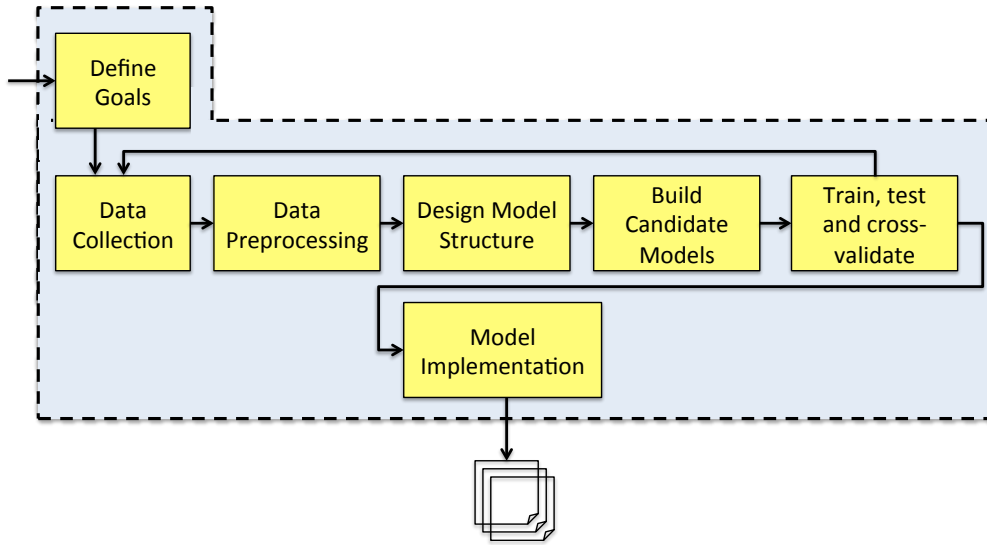 Define
Goals
Data
Collection
Data
Preprocessing
Design Model
Structure
Build
Candidate
Models
Train, test
and cross-
validate
Model
Implementation